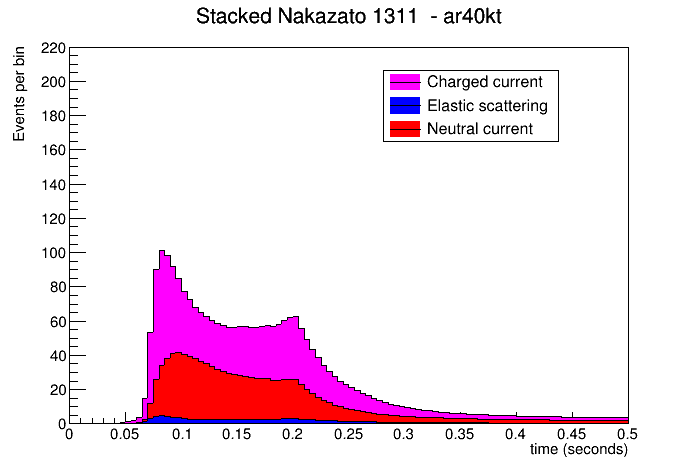 Stacked Nakazato 1311 - ar40kt
Events per bin
220
200
180
160
140
120
100
80
60
40
20
0
Charged current
Elastic scattering
Neutral current
0 0.05 0.1 0.15 0.2 0.25 0.3 0.35 0.4 0.45 0.5
time (seconds)